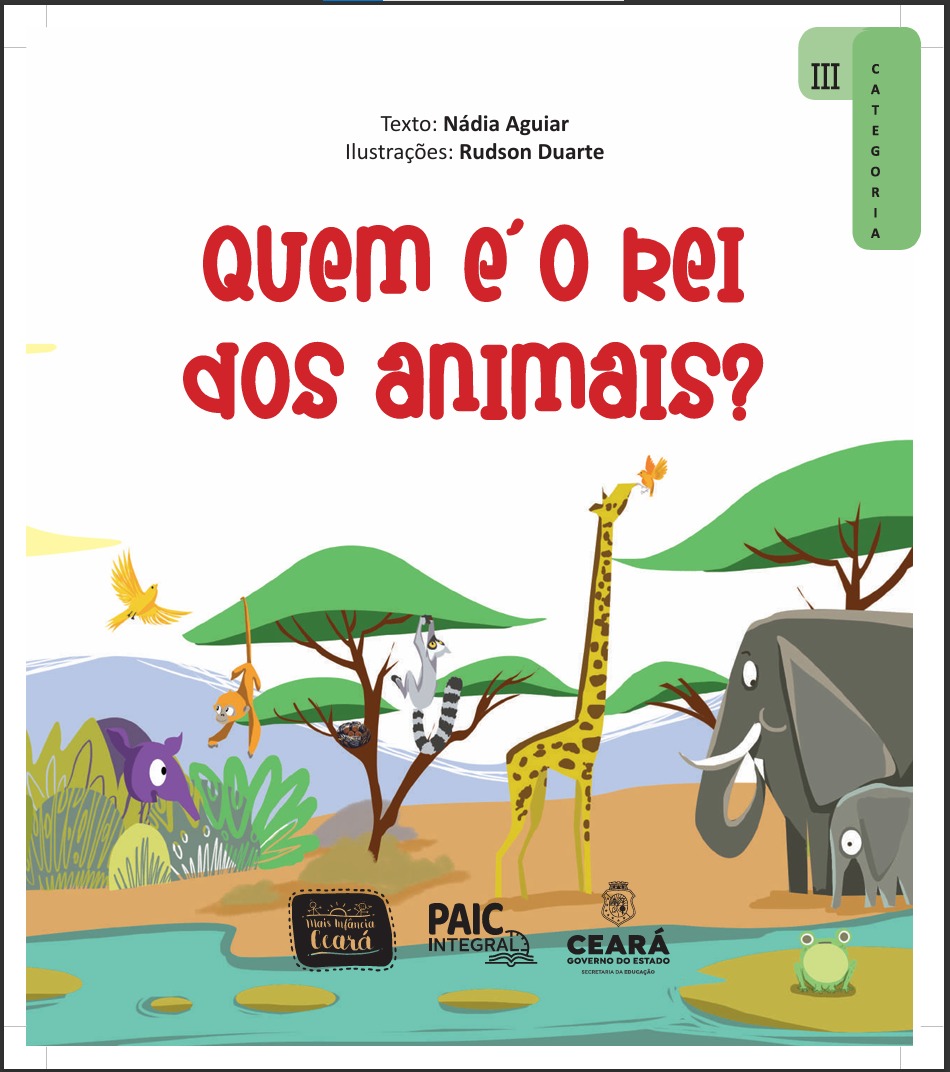 III
CATEGORIA
Texto: Nádia Aguiar
Ilustrações: Rudson Duarte
Quem é o rei
dos animais?
Mais Infância
Ceará
PAIC
INTEGRAL
CEARÁ
GOVERNO DO ESTADO
SECRETARIA DA EDUCAÇÃO